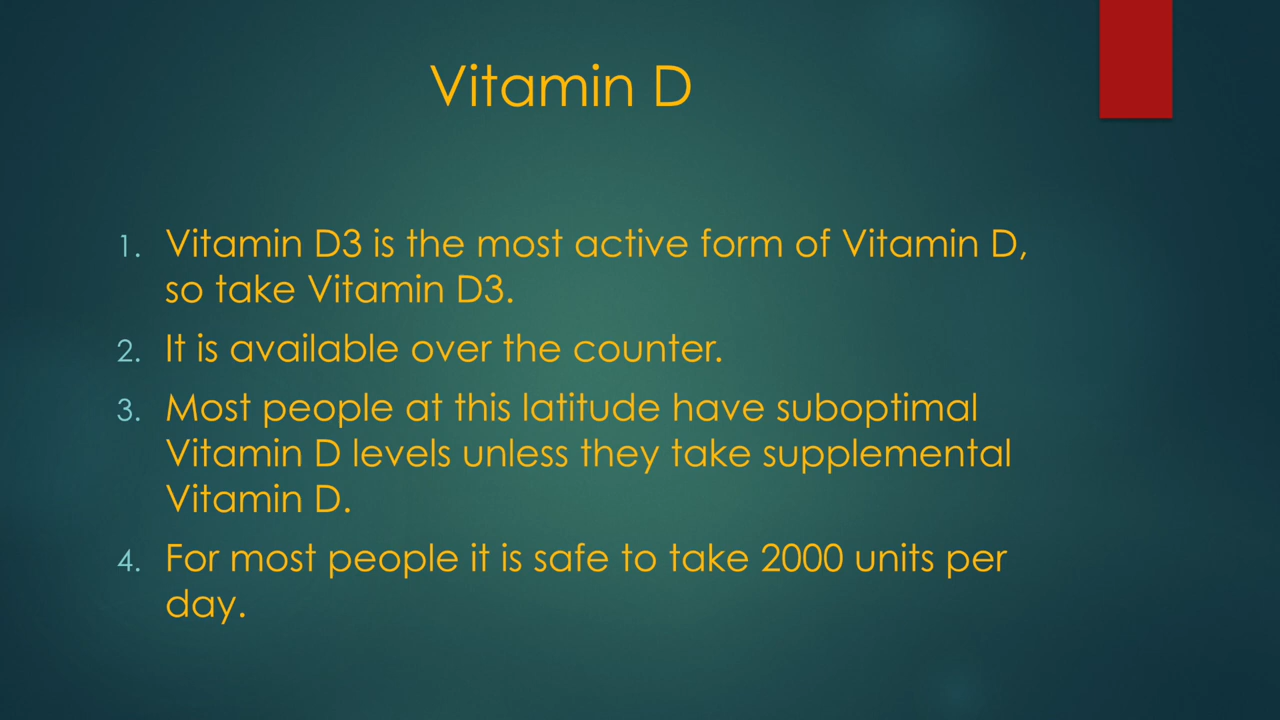 Vitamin D
1. Vitamin D3 is the most active form of Vitamin D,
so take Vitamin D3.
2. It is available over the counter.
3. Most people at this latitude have suboptimal
Vitamin D levels unless they take supplemental
Vitamin D.
4. For most people it is safe to take 2000 units per
day.